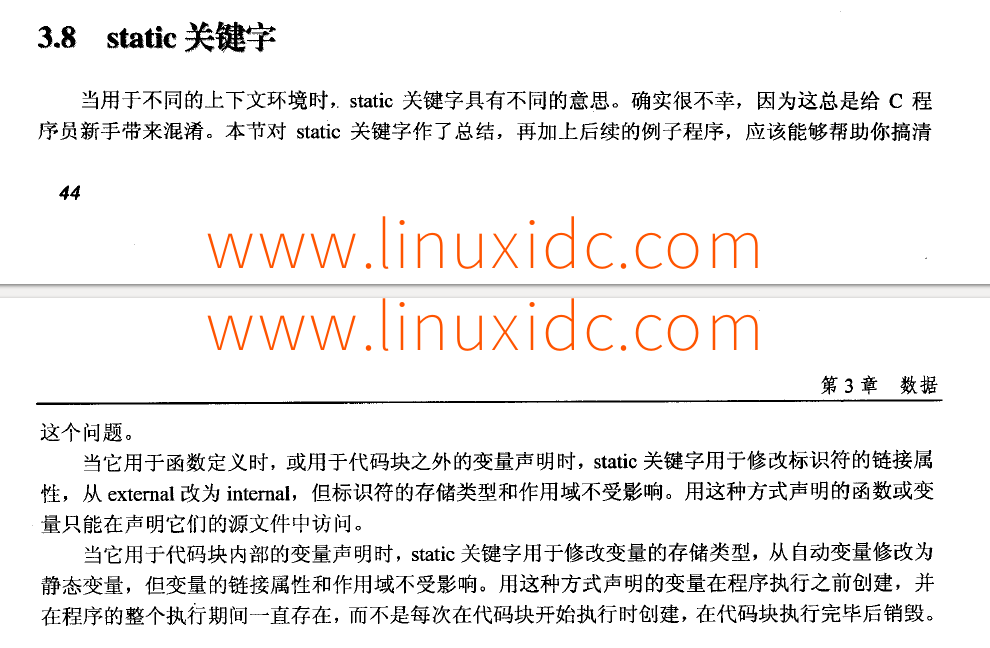 3.8 static 关键字
当用于不同的上下文环境时，static 关键字具有不同的意思。确实很不幸，因为这总是给 C 程
序员新手带来混淆。本节对 static 关键字作了总结，再加上后续的例子程序，应该能够帮助你搞清
44
www.linuxidc.com
www.linuxidc.com
第 3 章 数据
这个问题。
当它用于函数定义时，或用于代码块之外的变量声明时，static 关键字用于修改标识符的链接属
性，从 external 改为 internal，但标识符的存储类型和作用域不受影响。用这种方式声明的函数或变
量只能在声明它们的源文件中访问。
当它用于代码块内部的变量声明时，static 关键字用于修改变量的存储类型，从自动变量修改为
静态变量，但变量的链接属性和作用域不受影响。用这种方式声明的变量在程序执行之前创建，并
在程序的整个执行期间一直存在，而不是每次在代码块开始执行时创建，在代码块执行完毕后销毁。